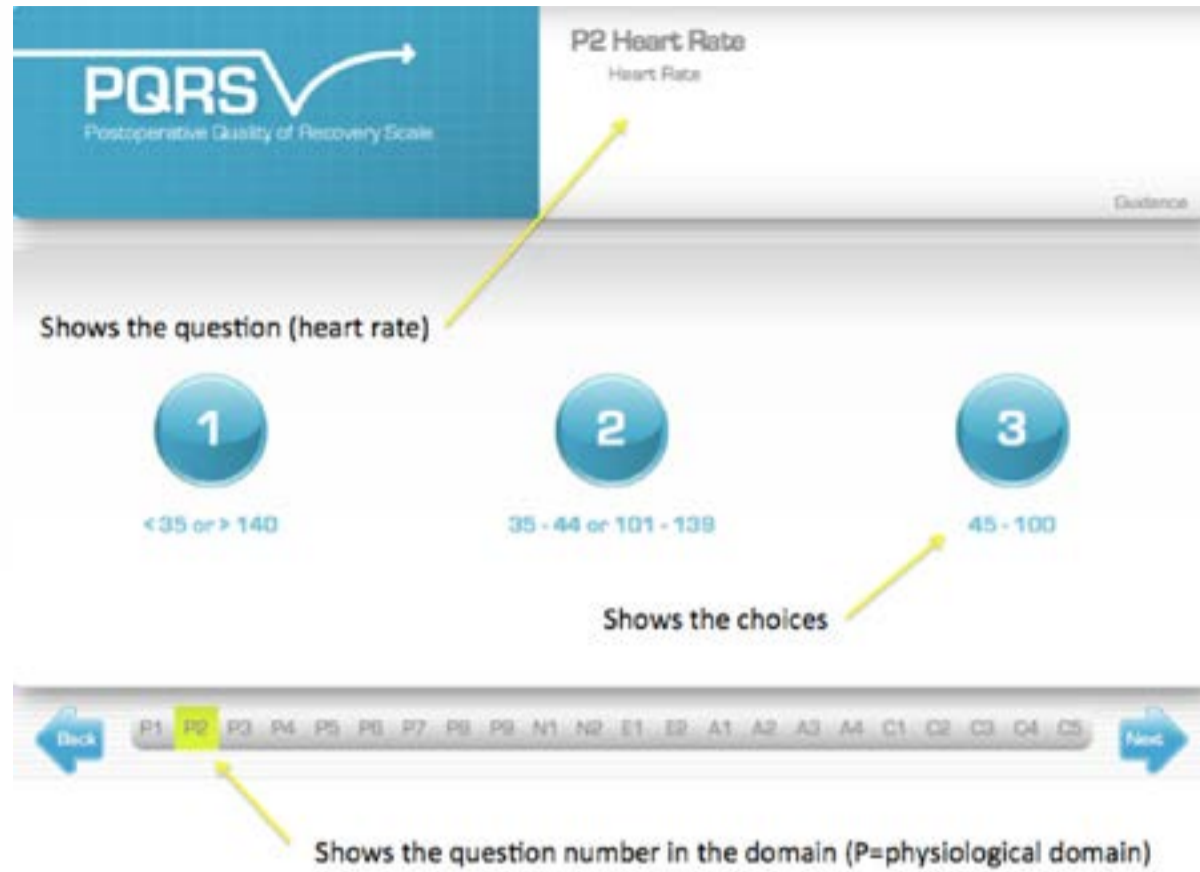 PQRS
Postoperative Quality of Recovery Scale
P2 Heart Rate
Heart Rate
Guidance
Shows the question (heart rate)
1
2
3
< 35 or > 140
35 - 44 or 101 - 139
45 - 100
Shows the choices
Back
P1 P2 P3 P4 P5 P6 P7 P8 P9 N1 N2 E1 E2 A1 A2 A3 A4 C1 C2 C3 C4 C5
Next
Shows the question number in the domain (P=physiological domain)